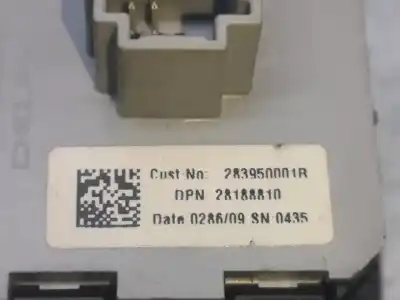 Cust No: 283950001R
DPN 28188810
Date 0286/09 SN:0435